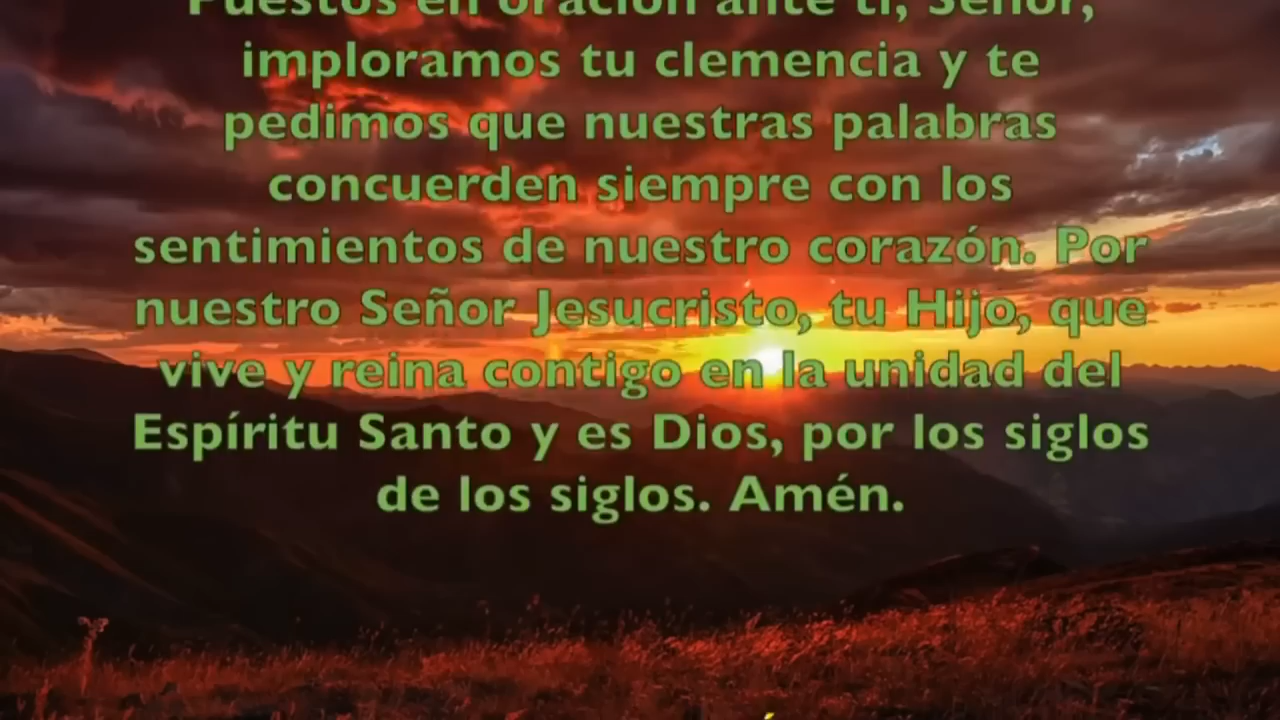 Puestos en oración ante ti, Señor,
imploramos tu clemencia y te
pedimos que nuestras palabras
concuerden siempre con los
sentimientos de nuestro corazón. Por
nuestro Señor Jesucristo, tu Hijo, que
vive y reina contigo en la unidad del
Espíritu Santo y es Dios, por los siglos
de los siglos. Amén.